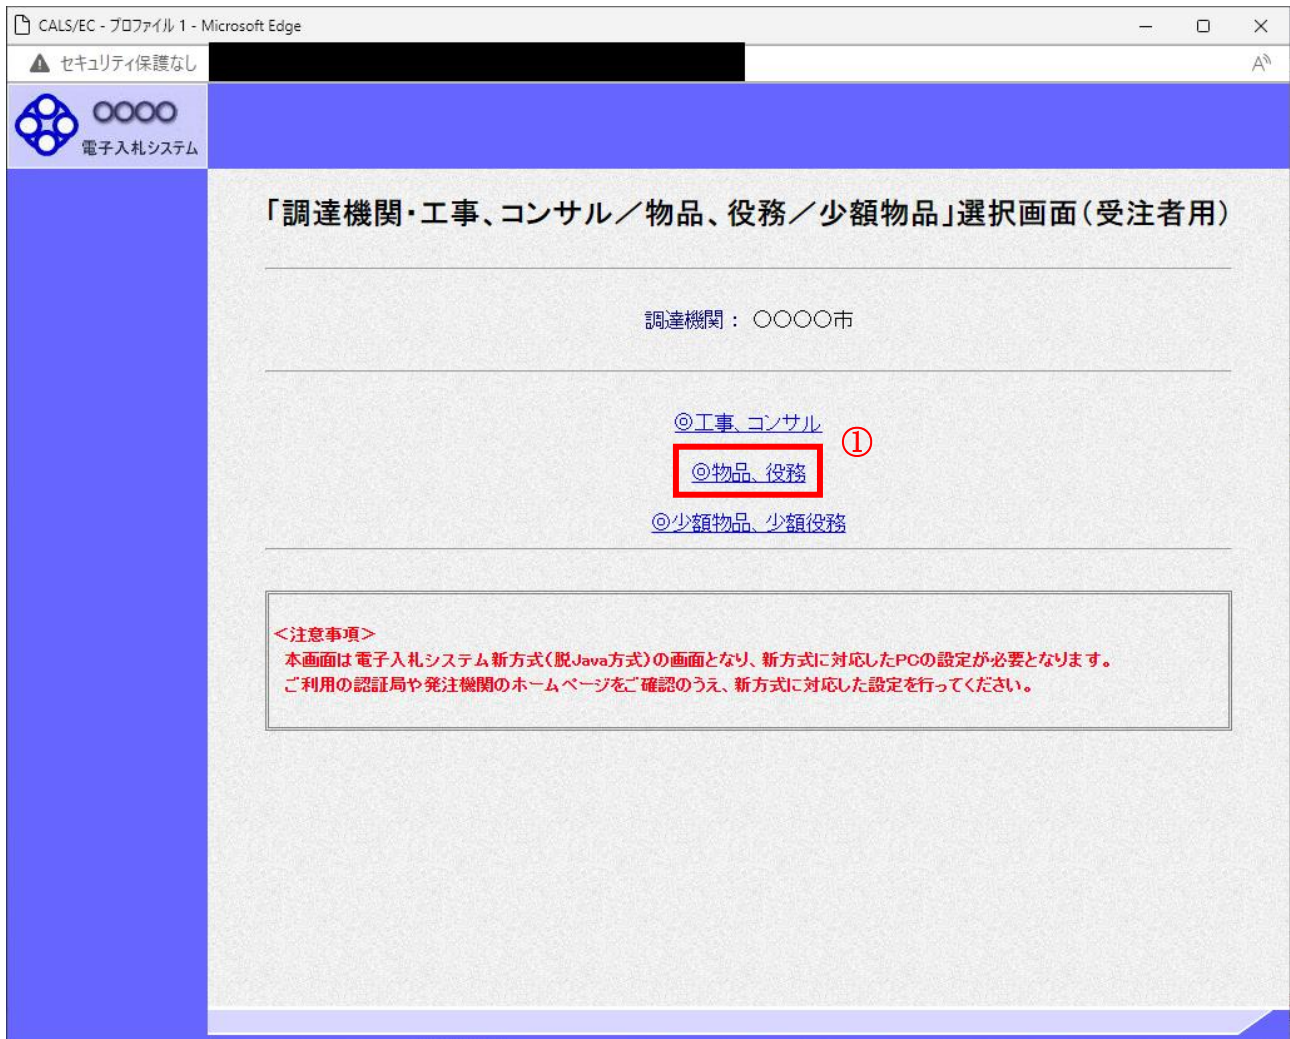 CALS/EC - プロファイル 1 - Microsoft Edge
セキュリティ保護なし
〇〇〇〇
電子入札システム
「調達機関・工事、コンサル／物品、役務／少額物品」選択画面（受注者用）
調達機関： 〇〇〇〇市
◎工事、コンサル
①
◎物品、役務
◎少額物品、少額役務
＜注意事項＞
本画面は電子入札システム新方式（脱Java方式）の画面となり、新方式に対応したPCの設定が必要となります。
ご利用の認証局や発注機関のホームページをご確認のうえ、新方式に対応した設定を行ってください。